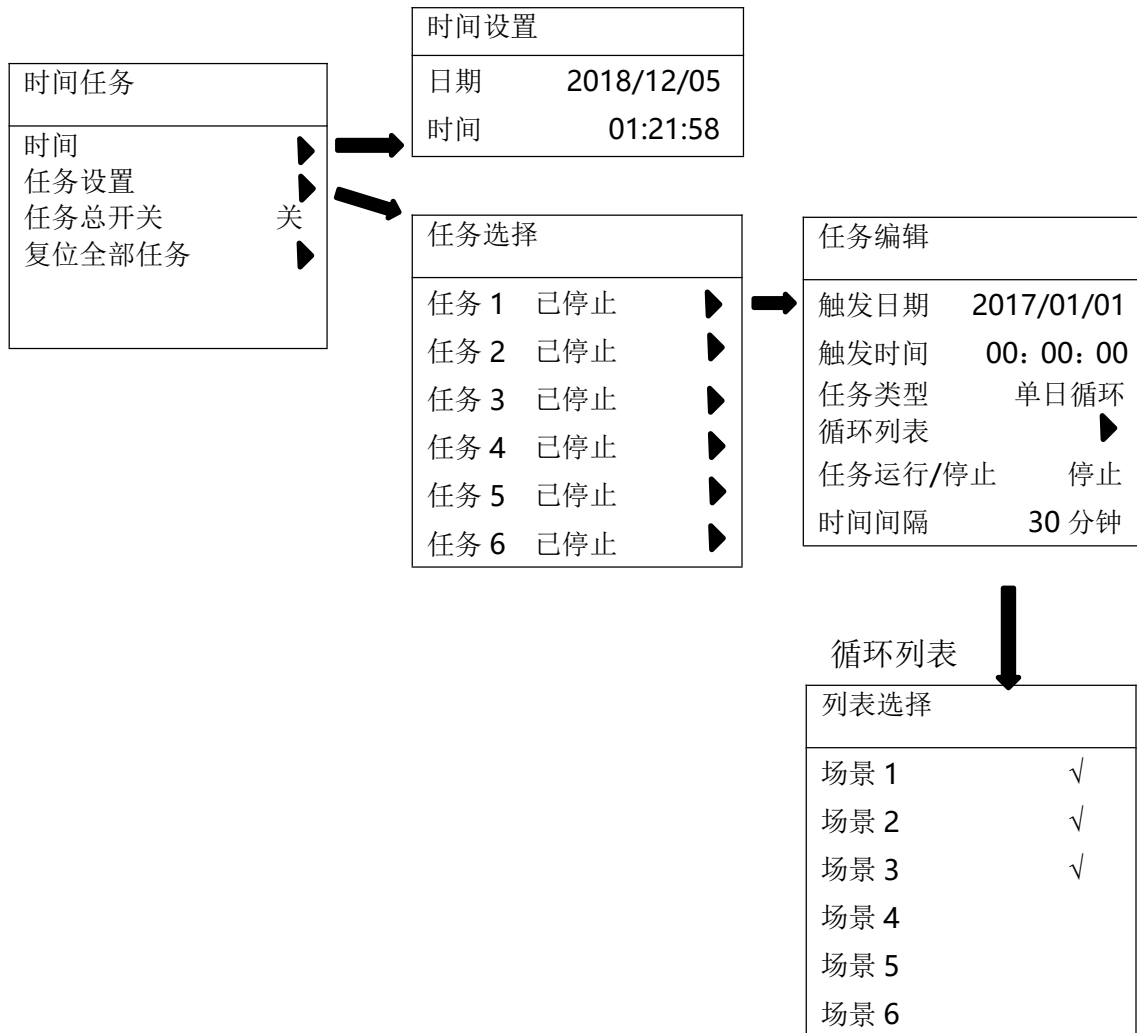 时间任务
时间
任务设置
任务总开关 关
复位全部任务
时间设置
日期 2018/12/05
时间 01:21:58
任务选择
任务 1 已停止
任务 2 已停止
任务 3 已停止
任务 4 已停止
任务 5 已停止
任务 6 已停止
任务编辑
触发日期 2017/01/01
触发时间 00：00：00
任务类型 单日循环
循环列表
任务运行/停止 停止
时间间隔 30 分钟
循环列表
列表选择
场景 1 √
场景 2 √
场景 3 √
场景 4
场景 5
场景 6